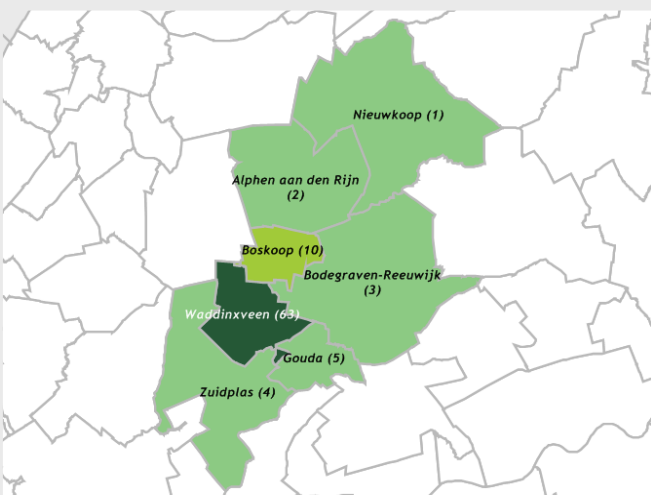 Nieuwkoop (1)
Alphen aan den Rijn
(2)
Boskoop (10)
Bodegraven-Reeuwijk
(3)
Waddinxveen (63)
Gouda (5)
Zuidplas (4)